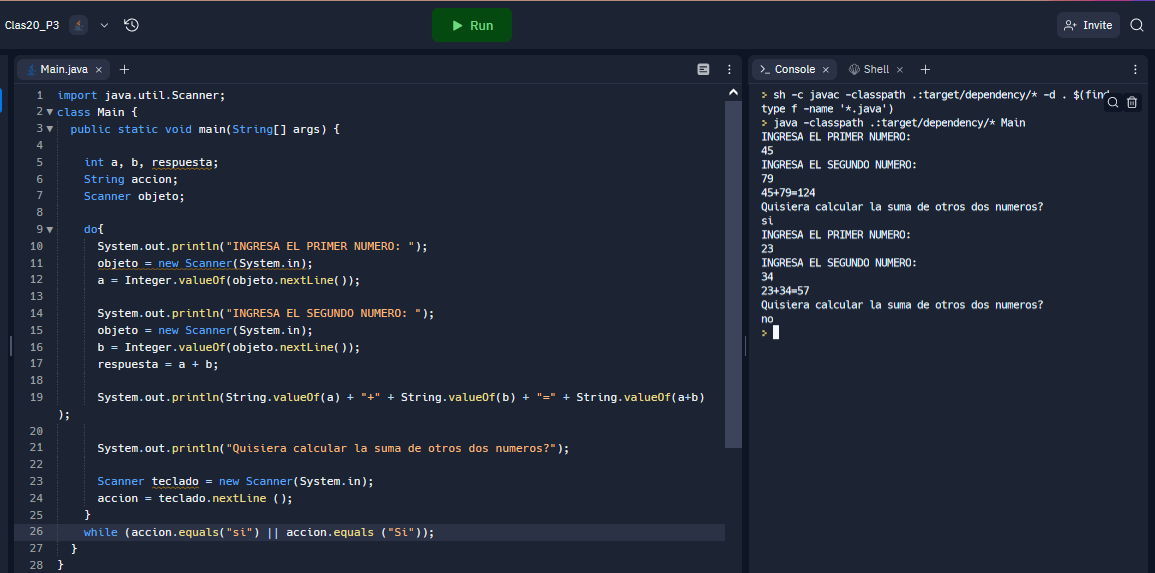 Clas20_P3
Run
Invite
Main.java × +
1 import java.util.Scanner;
2 class Main {
3 public static void main(String[] args) {
4
5 int a, b, respuesta;
6 String accion;
7 Scanner objeto;
8
9 do{
10 System.out.println("INGRESA EL PRIMER NUMERO: ");
11 objeto = new Scanner(System.in);
12 a = Integer.valueOf(objeto.nextLine());
13
14 System.out.println("INGRESA EL SEGUNDO NUMERO: ");
15 objeto = new Scanner(System.in);
16 b = Integer.valueOf(objeto.nextLine());
17 respuesta = a + b;
18
19 System.out.println(String.valueOf(a) + "+" + String.valueOf(b) + "=" + String.valueOf(a+b)
);
20
21 System.out.println("Quisiera calcular la suma de otros dos numeros?");
22
23 Scanner teclado = new Scanner(System.in);
24 accion = teclado.nextLine ();
25 }
26 while (accion.equals("si") || accion.equals ("Si"));
27 }
28 }
>_ Console × Shell × +
> sh -c javac -classpath .:target/dependency/* -d . $(find
type f -name '*.java')
> java -classpath .:target/dependency/* Main
INGRESA EL PRIMER NUMERO:
45
INGRESA EL SEGUNDO NUMERO:
79
45+79=124
Quisiera calcular la suma de otros dos numeros?
si
INGRESA EL PRIMER NUMERO:
23
INGRESA EL SEGUNDO NUMERO:
34
23+34=57
Quisiera calcular la suma de otros dos numeros?
no
>